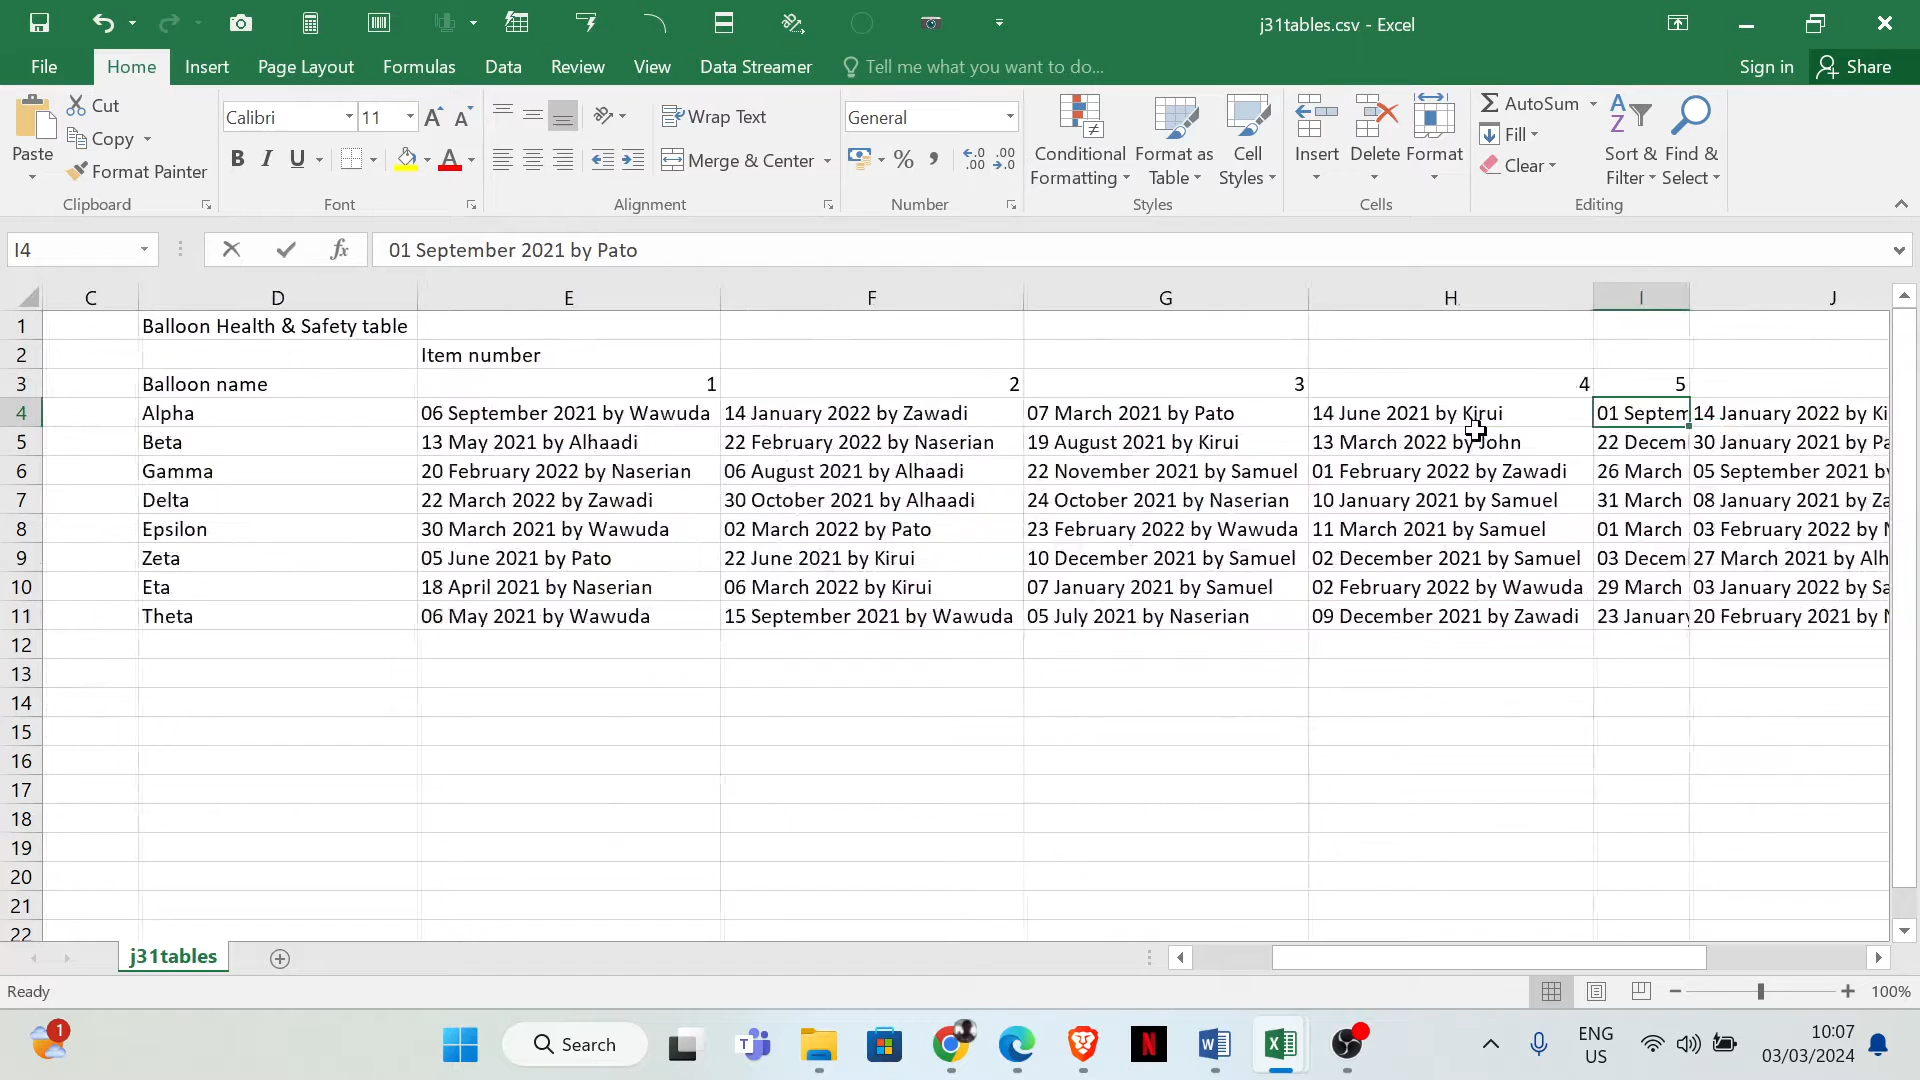 j31tables.csv - Excel
File Home Insert Page Layout Formulas Data Review View Data Streamer Tell me what you want to do... Sign in Share
Paste
Cut
Copy
Format Painter
Clipboard
Calibri 11
B I U
Font
Wrap Text
Merge & Center
Alignment
General
Number
Conditional Formatting
Format as Table
Cell Styles
Styles
Insert Delete Format
Cells
AutoSum
Fill
Clear
Sort & Filter
Find & Select
Editing
I4 fx 01 September 2021 by Pato
C D E F G H I J
1 Balloon Health & Safety table
2 Item number
3 Balloon name 1 2 3 4 5
4 Alpha 06 September 2021 by Wawuda 14 January 2022 by Zawadi 07 March 2021 by Pato 14 June 2021 by Kirui 01 Septem 14 January 2022 by Ki
5 Beta 13 May 2021 by Alhaadi 22 February 2022 by Naserian 19 August 2021 by Kirui 13 March 2022 by John 22 Decem 30 January 2021 by Pa
6 Gamma 20 February 2022 by Naserian 06 August 2021 by Alhaadi 22 November 2021 by Samuel 01 February 2022 by Zawadi 26 March 05 September 2021 by
7 Delta 22 March 2022 by Zawadi 30 October 2021 by Alhaadi 24 October 2021 by Naserian 10 January 2021 by Samuel 31 March 08 January 2021 by Za
8 Epsilon 30 March 2021 by Wawuda 02 March 2022 by Pato 23 February 2022 by Wawuda 11 March 2021 by Samuel 01 March 03 February 2022 by
9 Zeta 05 June 2021 by Pato 22 June 2021 by Kirui 10 December 2021 by Samuel 02 December 2021 by Samuel 03 Decem 27 March 2021 by Alh
10 Eta 18 April 2021 by Naserian 06 March 2022 by Kirui 07 January 2021 by Samuel 02 February 2022 by Wawuda 29 March 03 January 2022 by Sa
11 Theta 06 May 2021 by Wawuda 15 September 2021 by Wawuda 05 July 2021 by Naserian 09 December 2021 by Zawadi 23 January 20 February 2021 by
12
13
14
15
16
17
18
19
20
21
22
j31tables
Ready 100%
1 Search ENG US 10:07 03/03/2024